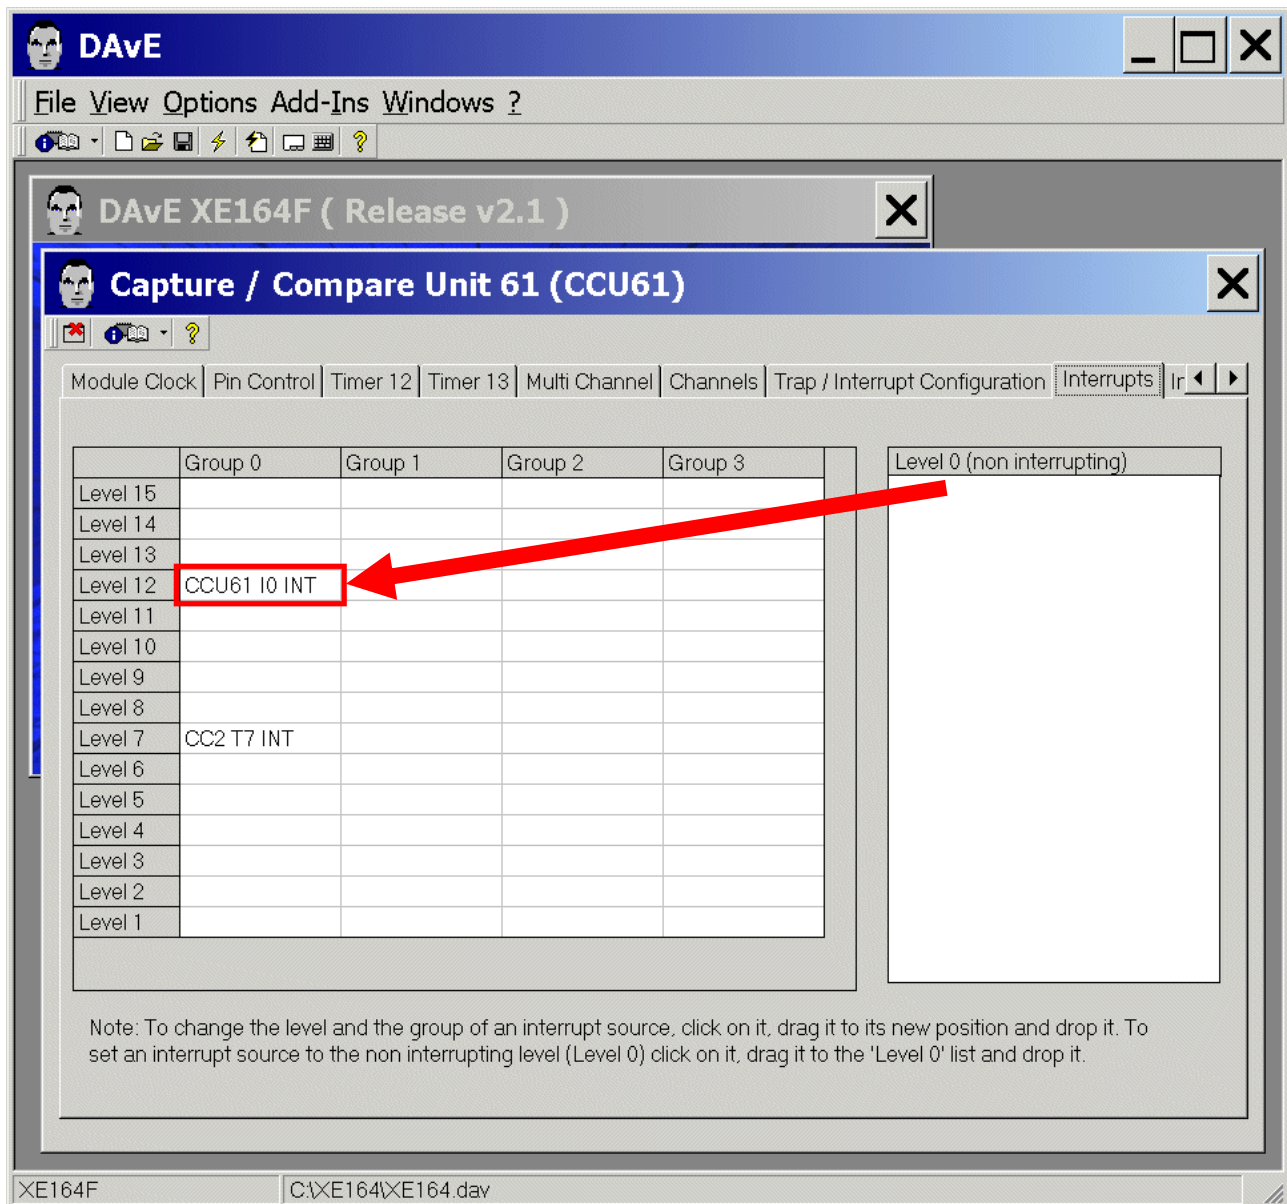 DAvE
File View Options Add-Ins Windows ?
DAvE XE164F ( Release v2.1 )
Capture / Compare Unit 61 (CCU61)
Module Clock Pin Control Timer 12 Timer 13 Multi Channel Channels Trap / Interrupt Configuration Interrupts
Group 0 Group 1 Group 2 Group 3 Level 0 (non interrupting)
Level 15
Level 14
Level 13
Level 12 CCU61 I0 INT
Level 11
Level 10
Level 9
Level 8
Level 7 CC2 T7 INT
Level 6
Level 5
Level 4
Level 3
Level 2
Level 1
Note: To change the level and the group of an interrupt source, click on it, drag it to its new position and drop it. To
set an interrupt source to the non interrupting level (Level 0) click on it, drag it to the 'Level 0' list and drop it.
XE164F C:\XE164\XE164.dav